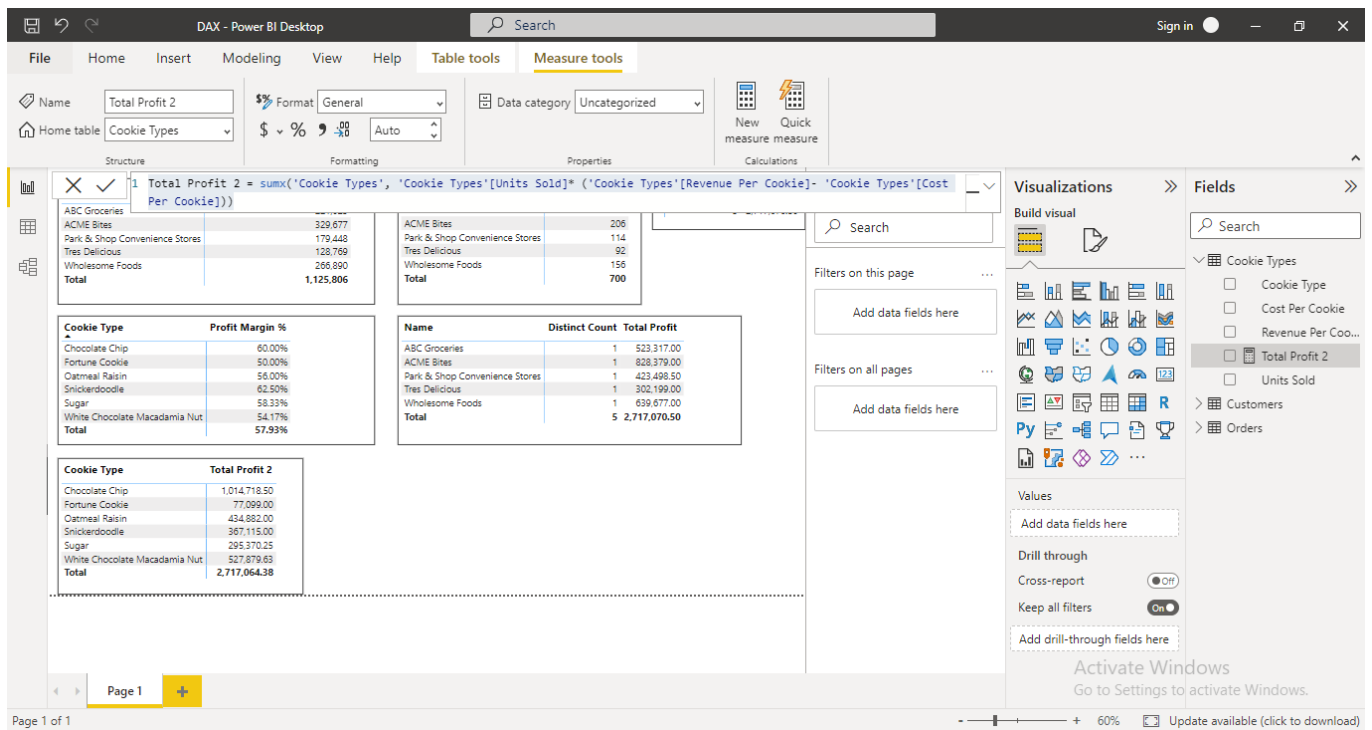 DAX - Power BI Desktop
Search
Sign in
File Home Insert Modeling View Help Table tools Measure tools
Name Total Profit 2
Home table Cookie Types
Structure
$% Format General
$ % Auto
Formatting
Data category Uncategorized
Properties
New measure
Quick measure
Calculations
1 Total Profit 2 = sumx('Cookie Types', 'Cookie Types'[Units Sold]* ('Cookie Types'[Revenue Per Cookie]- 'Cookie Types'[Cost
Per Cookie]))
ABC Groceries
ACME Bites 329,677
Park & Shop Convenience Stores 179,448
Tres Delicious 128,769
Wholesome Foods 266,890
Total 1,125,806
ACME Bites 206
Park & Shop Convenience Stores 114
Tres Delicious 92
Wholesome Foods 156
Total 700
Cookie Type Profit Margin %
Chocolate Chip 60.00%
Fortune Cookie 50.00%
Oatmeal Raisin 56.00%
Snickerdoodle 62.50%
Sugar 58.33%
White Chocolate Macadamia Nut 54.17%
Total 57.93%
Name Distinct Count Total Profit
ABC Groceries 1 523,317.00
ACME Bites 1 828,379.00
Park & Shop Convenience Stores 1 423,498.50
Tres Delicious 1 302,199.00
Wholesome Foods 1 639,677.00
Total 5 2,717,070.50
Cookie Type Total Profit 2
Chocolate Chip 1,014,718.50
Fortune Cookie 77,099.00
Oatmeal Raisin 434,882.00
Snickerdoodle 367,115.00
Sugar 295,370.25
White Chocolate Macadamia Nut 527,879.63
Total 2,717,064.38
Search
Filters on this page ...
Add data fields here
Filters on all pages ...
Add data fields here
Visualizations
Build visual
123
R
Py
...
Values
Add data fields here
Drill through
Cross-report Off
Keep all filters On
Add drill-through fields here
Fields
Search
Cookie Types
Cookie Type
Cost Per Cookie
Revenue Per Coo...
Total Profit 2
Units Sold
Customers
Orders
Activate Windows
Go to Settings to activate Windows.
Page 1
+
Page 1 of 1
- + 60%
Update available (click to download)